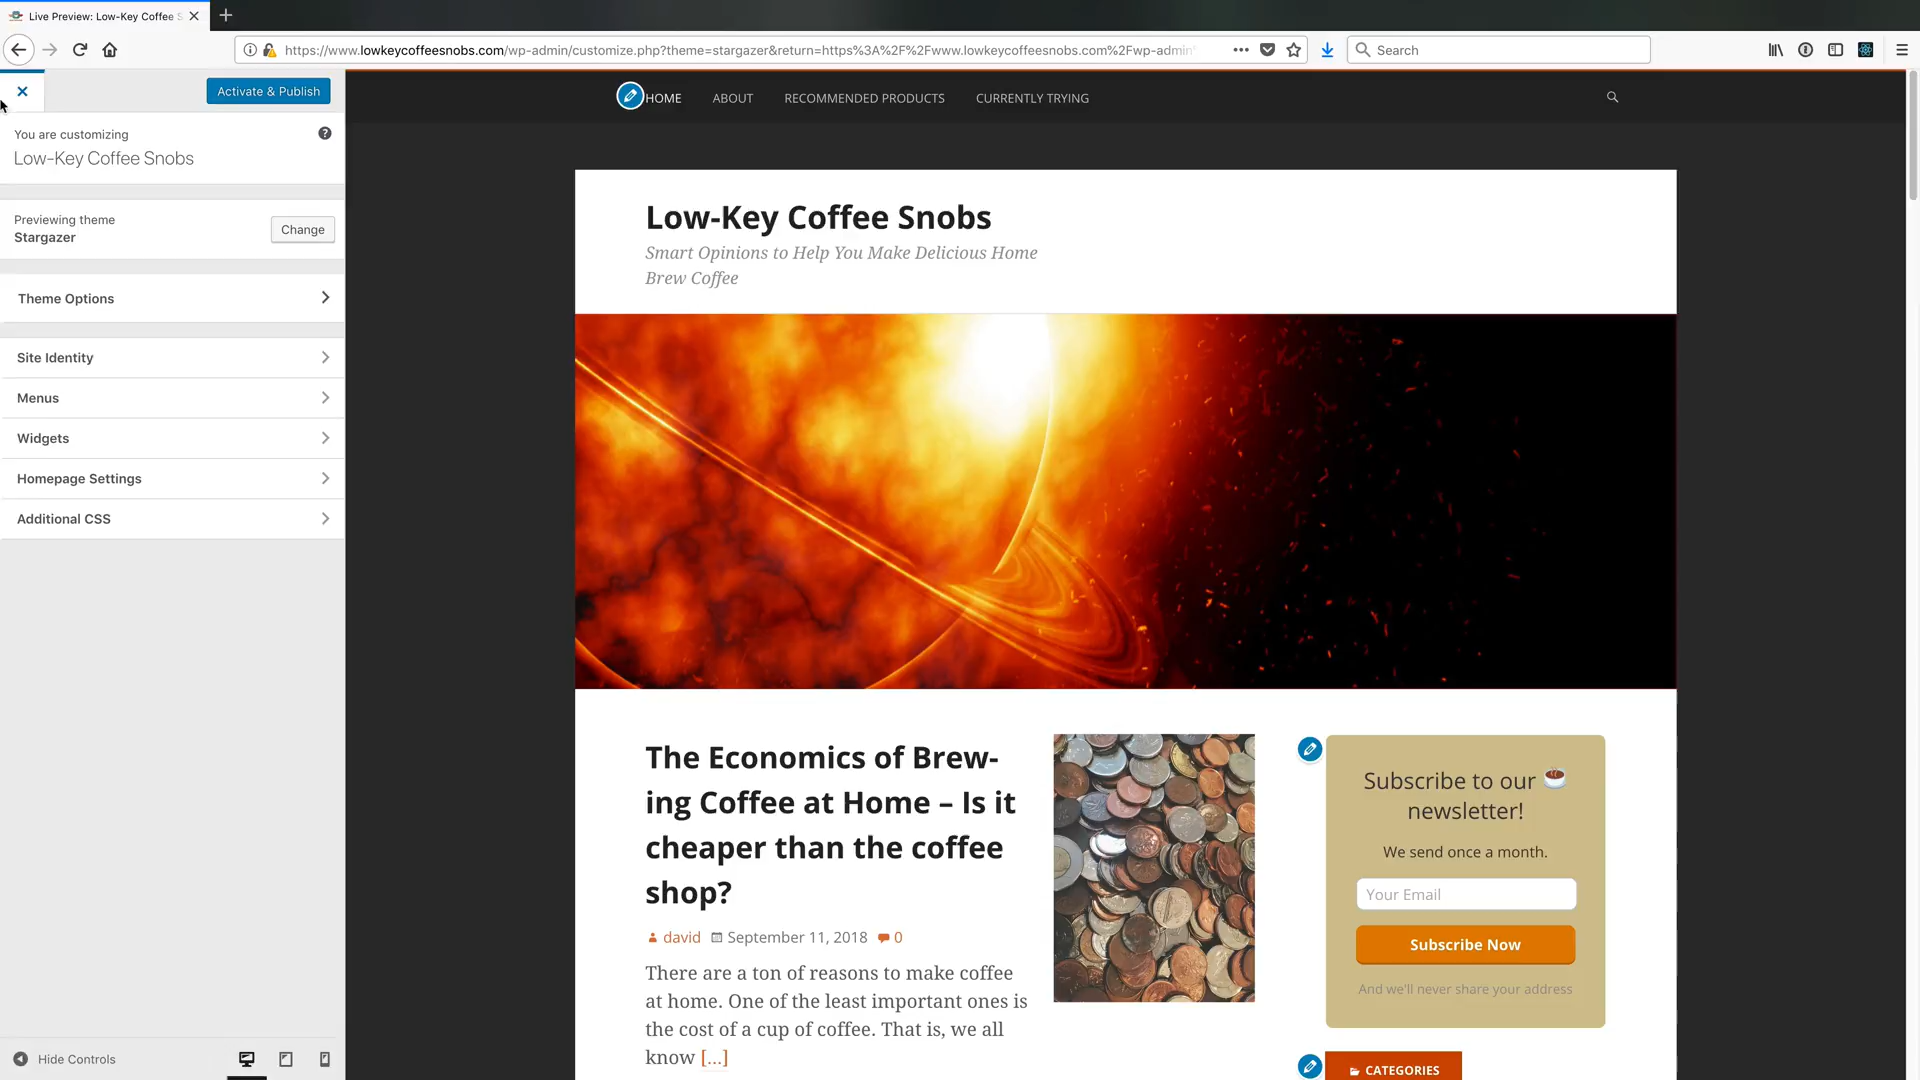 Live Preview: Low-Key Coffee S
https://www.lowkeycoffeesnobs.com/wp-admin/customize.php?theme=stargazer&return=https%3A%2F%2Fwww.lowkeycoffeesnobs.com%2Fwp-admin
Search
Activate & Publish
You are customizing
Low-Key Coffee Snobs
Previewing theme
Stargazer
Change
Theme Options
Site Identity
Menus
Widgets
Homepage Settings
Additional CSS
Hide Controls
HOME ABOUT RECOMMENDED PRODUCTS CURRENTLY TRYING
Low-Key Coffee Snobs
Smart Opinions to Help You Make Delicious Home
Brew Coffee
The Economics of Brew-
ing Coffee at Home – Is it
cheaper than the coffee
shop?
david September 11, 2018 0
There are a ton of reasons to make coffee
at home. One of the least important ones is
the cost of a cup of coffee. That is, we all
know [...]
Subscribe to our
newsletter!
We send once a month.
Your Email
Subscribe Now
And we'll never share your address
CATEGORIES